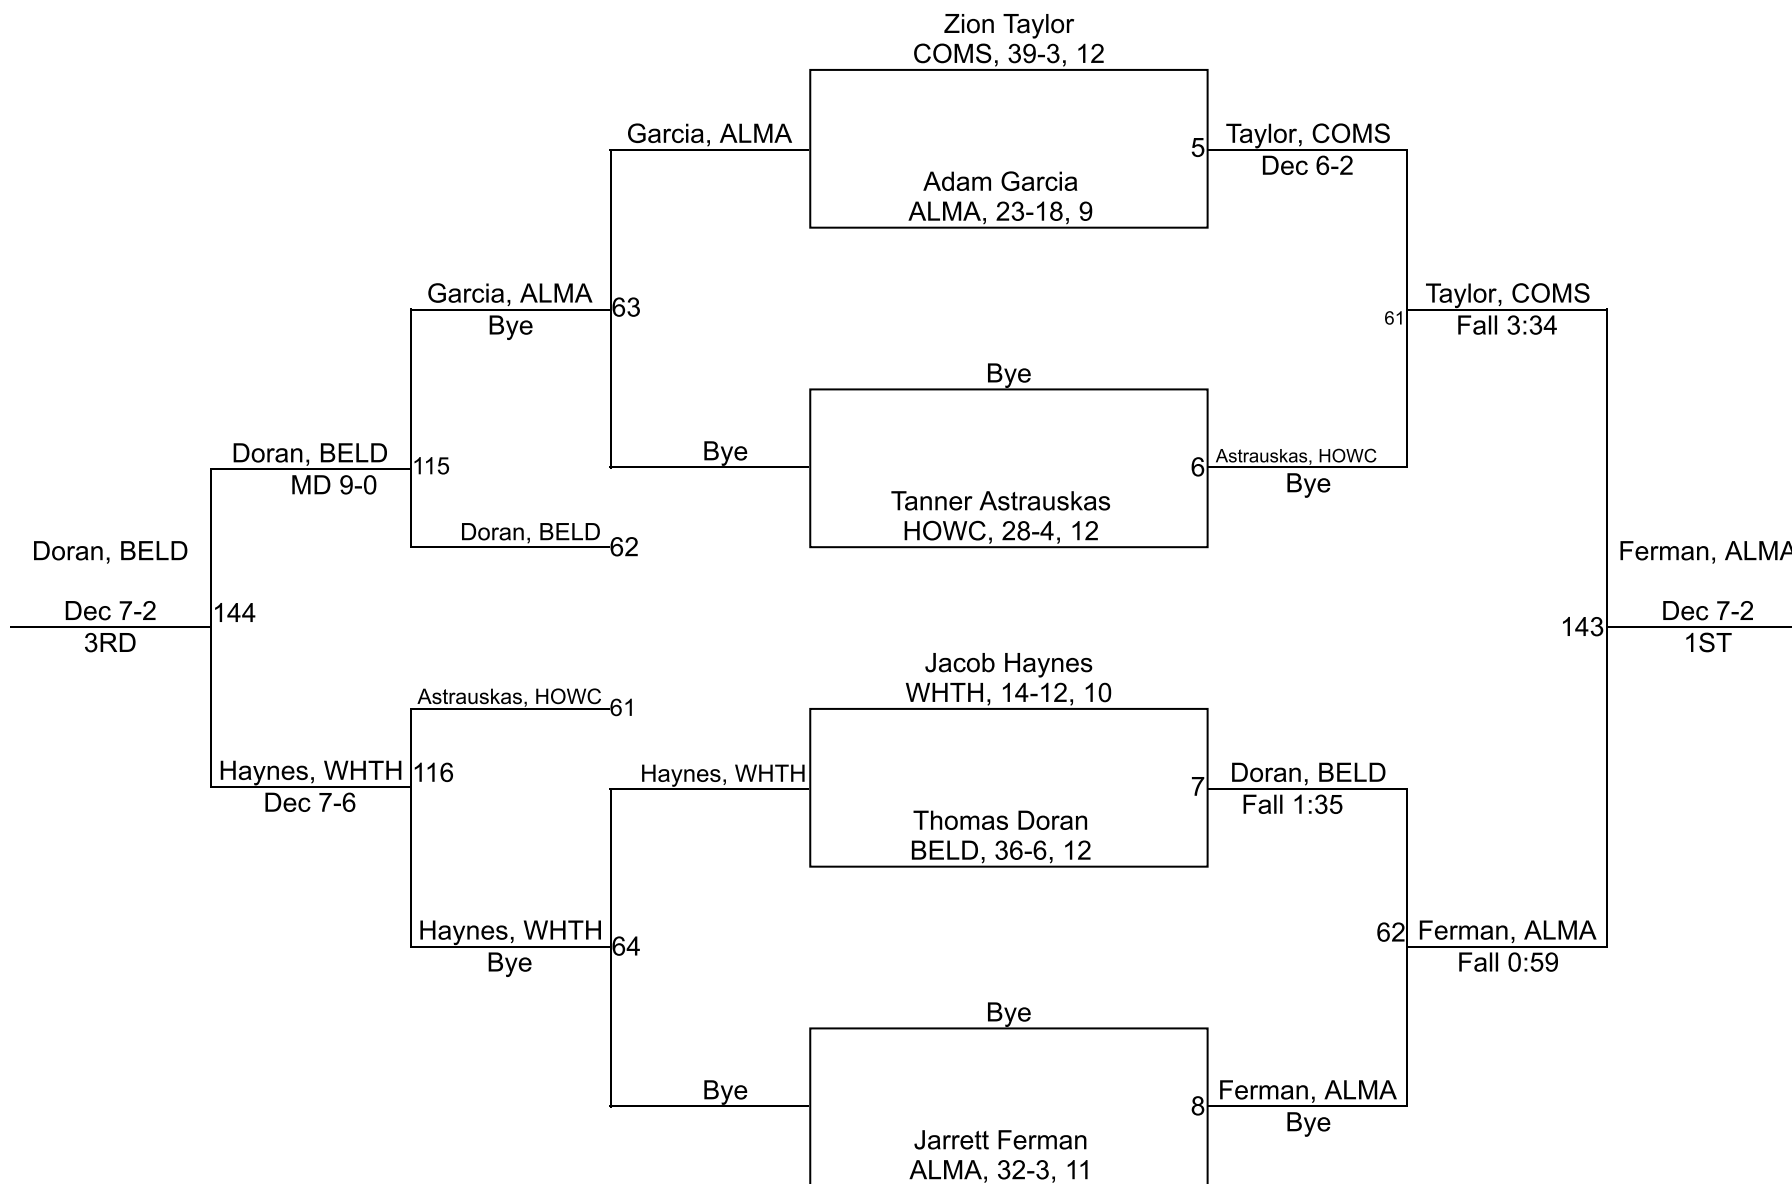 Zion Taylor
COMS, 39-3, 12
Garcia, ALMA
5
Taylor, COMS
Dec 6-2
Adam Garcia
ALMA, 23-18, 9
Garcia, ALMA
Bye
63
61
Taylor, COMS
Fall 3:34
Bye
Doran, BELD
MD 9-0
115
Bye
6
Astrauskas, HOWC
Bye
Tanner Astrauskas
HOWC, 28-4, 12
Doran, BELD
62
Doran, BELD
Dec 7-2
3RD
144
Ferman, ALMA
143
Dec 7-2
1ST
Jacob Haynes
WHTH, 14-12, 10
Astrauskas, HOWC
61
Haynes, WHTH
Dec 7-6
116
Haynes, WHTH
7
Doran, BELD
Fall 1:35
Thomas Doran
BELD, 36-6, 12
Haynes, WHTH
Bye
64
62
Ferman, ALMA
Fall 0:59
Bye
Bye
8
Ferman, ALMA
Bye
Jarrett Ferman
ALMA, 32-3, 11